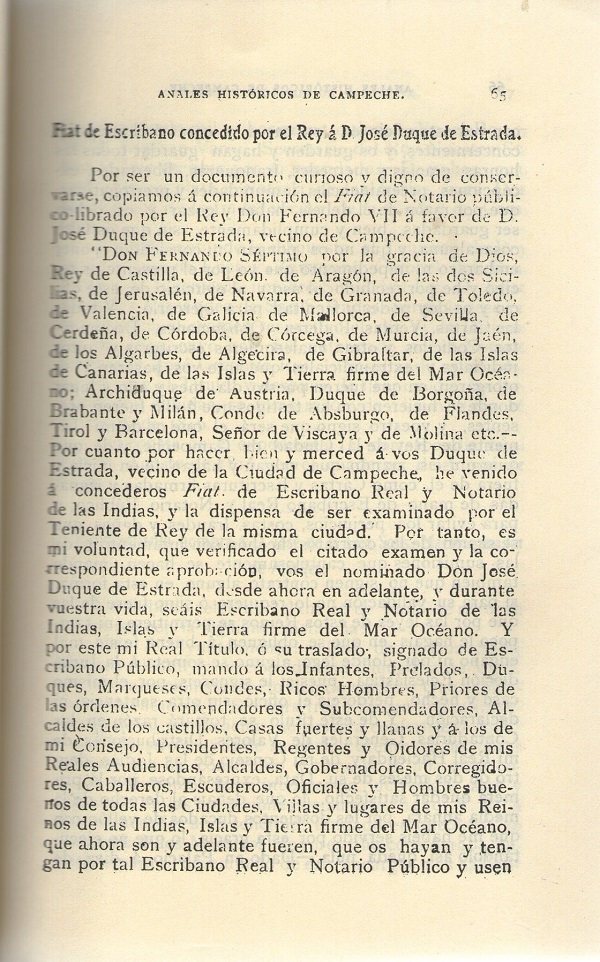 ANALES HISTÓRICOS DE CAMPECHE. 65
Fiat de Escribano concedido por el Rey á D. José Duque de Estrada.
Por ser un documento curioso y digno de conser-
varse, copiamos á continuación el Fiat de Notario públi-
co librado por el Rey Don Fernando VII á favor de D.
José Duque de Estrada, vecino de Campeche.
"DON FERNANDO SÉPTIMO por la gracia de Dios,
Rey de Castilla, de León, de Aragón, de las dos Sici-
lias, de Jerusalén, de Navarra, de Granada, de Toledo,
de Valencia, de Galicia de Mallorca, de Sevilla, de
Cerdeña, de Córdoba, de Córcega, de Murcia, de Jaén,
de los Algarbes, de Algecira, de Gibraltar, de las Islas
de Canarias, de las Islas y Tierra firme del Mar Océa-
no; Archiduque de Austria, Duque de Borgoña, de
Brabante y Milán, Conde de Absburgo, de Flandes,
Tirol y Barcelona, Señor de Viscaya y de Molina etc.--
Por cuanto por hacer bien y merced á vos Duque de
Estrada, vecino de la Ciudad de Campeche, he venido
á concederos Fiat de Escribano Real y Notario
de las Indias, y la dispensa de ser examinado por el
Teniente de Rey de la misma ciudad. Por tanto, es
mi voluntad, que verificado el citado examen y la co-
rrespondiente aprobación, vos el nominado Don José
Duque de Estrada, desde ahora en adelante, y durante
vuestra vida, seáis Escribano Real y Notario de las
Indias, Islas y Tierra firme del Mar Océano. Y
por este mi Real Título, ó su traslado, signado de Es-
cribano Público, mando á los Infantes, Prelados, Du-
ques, Marqueses, Condes, Ricos Hombres, Priores de
las órdenes, Comendadores y Subcomendadores, Al-
caldes de los castillos, Casas fuertes y llanas y á los de
mi Consejo, Presidentes, Regentes y Oidores de mis
Reales Audiencias, Alcaldes, Gobernadores, Corregido-
res, Caballeros, Escuderos, Oficiales y Hombres bue-
nos de todas las Ciudades, Villas y lugares de mis Rei-
nos de las Indias, Islas y Tierra firme del Mar Océano,
que ahora son y adelante fueren, que os hayan y ten-
gan por tal Escribano Real y Notario Público y usen